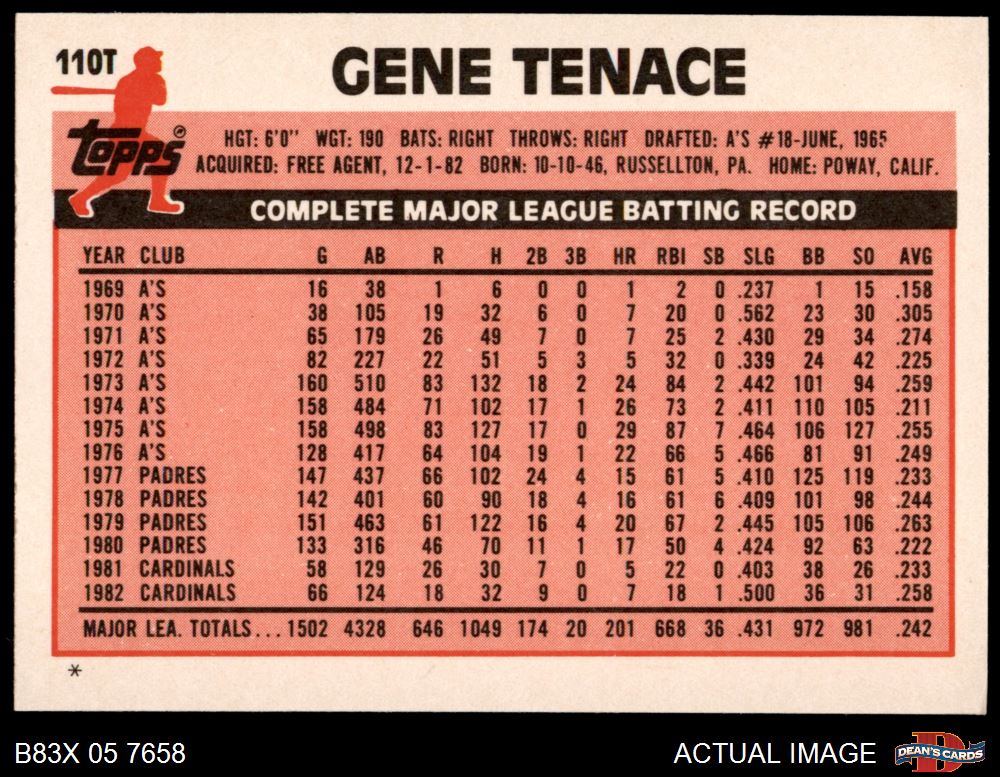 110T
GENE TENACE
topps
HGT: 6'0" WGT: 190 BATS: RIGHT THROWS: RIGHT DRAFTED: A'S #18-JUNE, 1965
ACQUIRED: FREE AGENT, 12-1-82 BORN: 10-10-46, RUSSELLTON, PA. HOME: POWAY, CALIF.
COMPLETE MAJOR LEAGUE BATTING RECORD
YEAR CLUB G AB R H 2B 3B HR RBI SB SLG BB SO AVG
1969 A'S 16 38 1 6 0 0 1 2 0 .237 1 15 .158
1970 A'S 38 105 19 32 6 0 7 20 0 .562 23 30 .305
1971 A'S 65 179 26 49 7 0 7 25 2 .430 29 34 .274
1972 A'S 82 227 22 51 5 3 5 32 0 .339 24 42 .225
1973 A'S 160 510 83 132 18 2 24 84 2 .442 101 94 .259
1974 A'S 158 484 71 102 17 1 26 73 2 .411 110 105 .211
1975 A'S 158 498 83 127 17 0 29 87 7 .464 106 127 .255
1976 A'S 128 417 64 104 19 1 22 66 5 .466 81 91 .249
1977 PADRES 147 437 66 102 24 4 15 61 5 .410 125 119 .233
1978 PADRES 142 401 60 90 18 4 16 61 6 .409 101 98 .244
1979 PADRES 151 463 61 122 16 4 20 67 2 .445 105 106 .263
1980 PADRES 133 316 46 70 11 1 17 50 4 .424 92 63 .222
1981 CARDINALS 58 129 26 30 7 0 5 22 0 .403 38 26 .233
1982 CARDINALS 66 124 18 32 9 0 7 18 1 .500 36 31 .258
MAJOR LEA. TOTALS... 1502 4328 646 1049 174 20 201 668 36 .431 972 981 .242
*
B83X 05 7658
ACTUAL IMAGE
DEAN'S CARDS